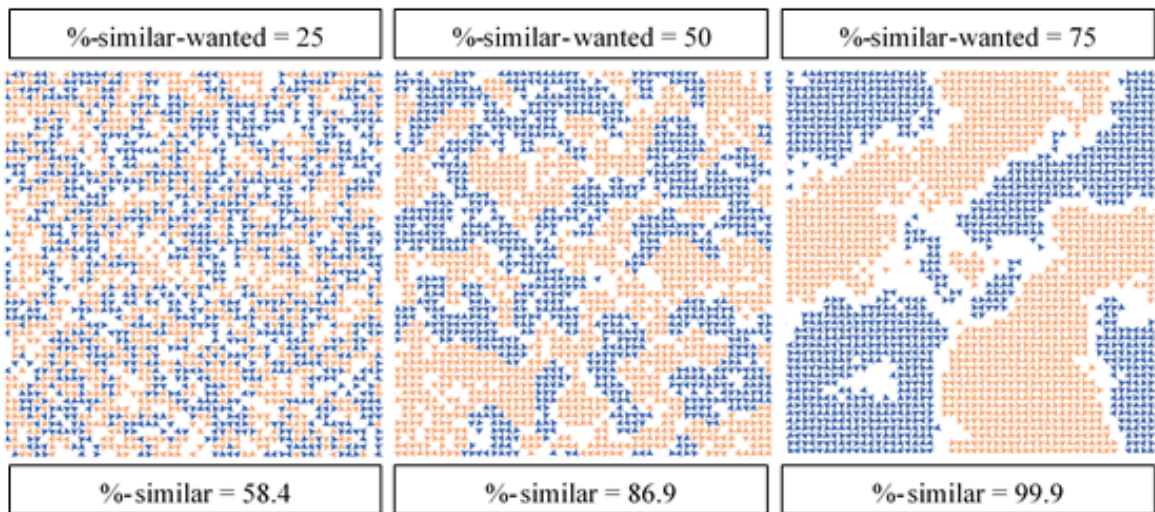 %-similar-wanted = 25
%-similar-wanted = 50
%-similar-wanted = 75
%-similar = 58.4
%-similar = 86.9
%-similar = 99.9